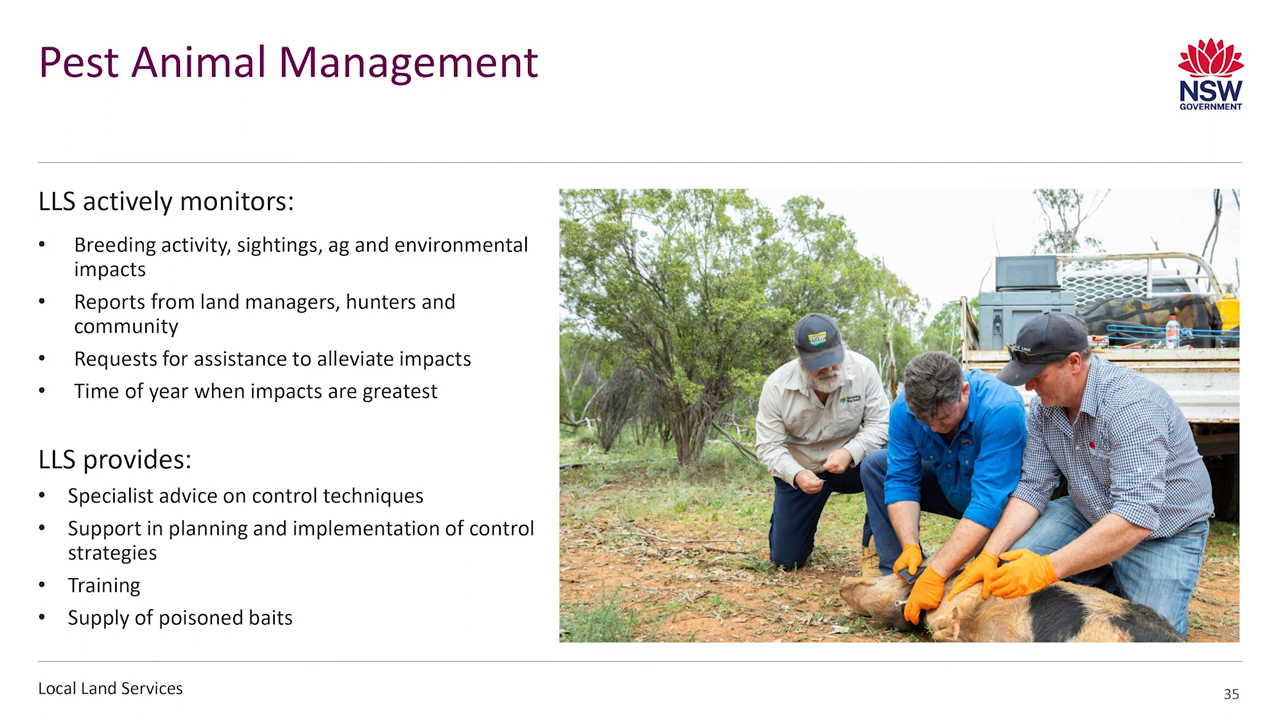 Pest Animal Management
NSW
GOVERNMENT
LLS actively monitors:
• Breeding activity, sightings, ag and environmental
impacts
• Reports from land managers, hunters and
community
• Requests for assistance to alleviate impacts
• Time of year when impacts are greatest
LLS provides:
• Specialist advice on control techniques
• Support in planning and implementation of control
strategies
• Training
• Supply of poisoned baits
Local Land Services
35